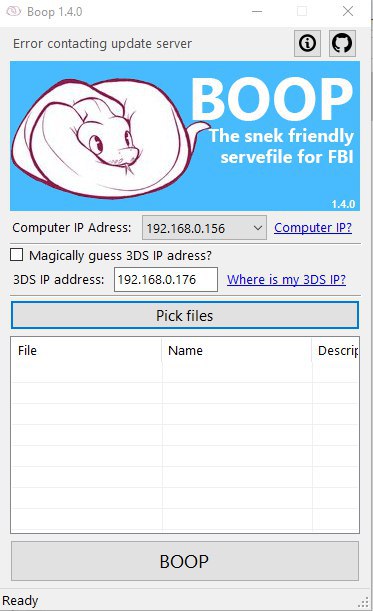 Boop 1.4.0
Error contacting update server
BOOP
The snek friendly
servefile for FBI
1.4.0
Computer IP Adress: 192.168.0.156 Computer IP?
Magically guess 3DS IP adress?
3DS IP address: 192.168.0.176 Where is my 3DS IP?
Pick files
File Name Descrip
BOOP
Ready